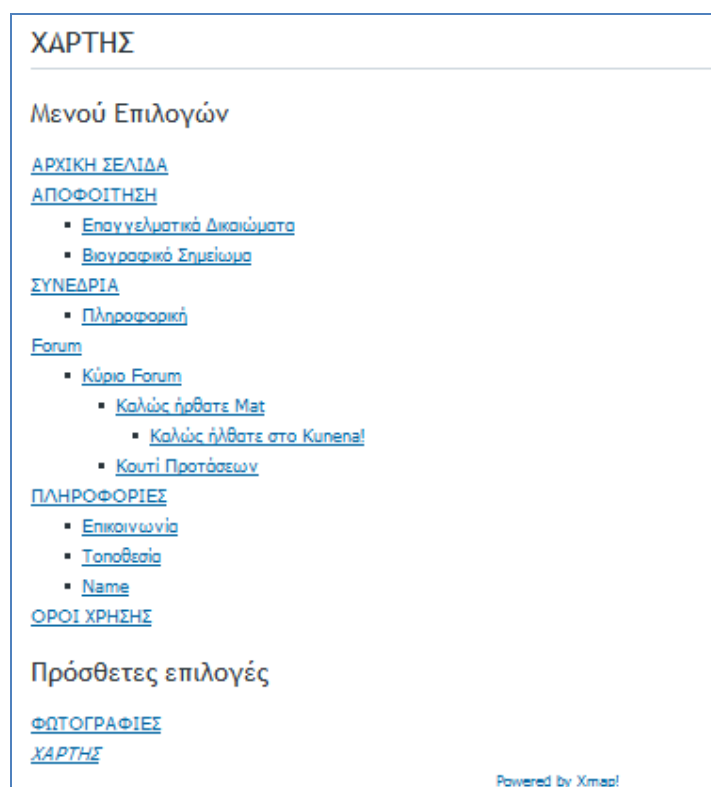 ΧΑΡΤΗΣ
Μενού Επιλογών
ΑΡΧΙΚΗ ΣΕΛΙΔΑ
ΑΠΟΦΟΙΤΗΣΗ
Επαγγελματικά Δικαιώματα
Βιογραφικό Σημείωμα
ΣΥΝΕΔΡΙΑ
Πληροφορική
Forum
Κύριο Forum
Καλώς ήρθατε Mat
Καλώς ήλθατε στο Kunena!
Κουτί Προτάσεων
ΠΛΗΡΟΦΟΡΙΕΣ
Επικοινωνία
Τοποθεσία
Name
ΟΡΟΙ ΧΡΗΣΗΣ
Πρόσθετες επιλογές
ΦΩΤΟΓΡΑΦΙΕΣ
ΧΑΡΤΗΣ
Powered by Xmap!